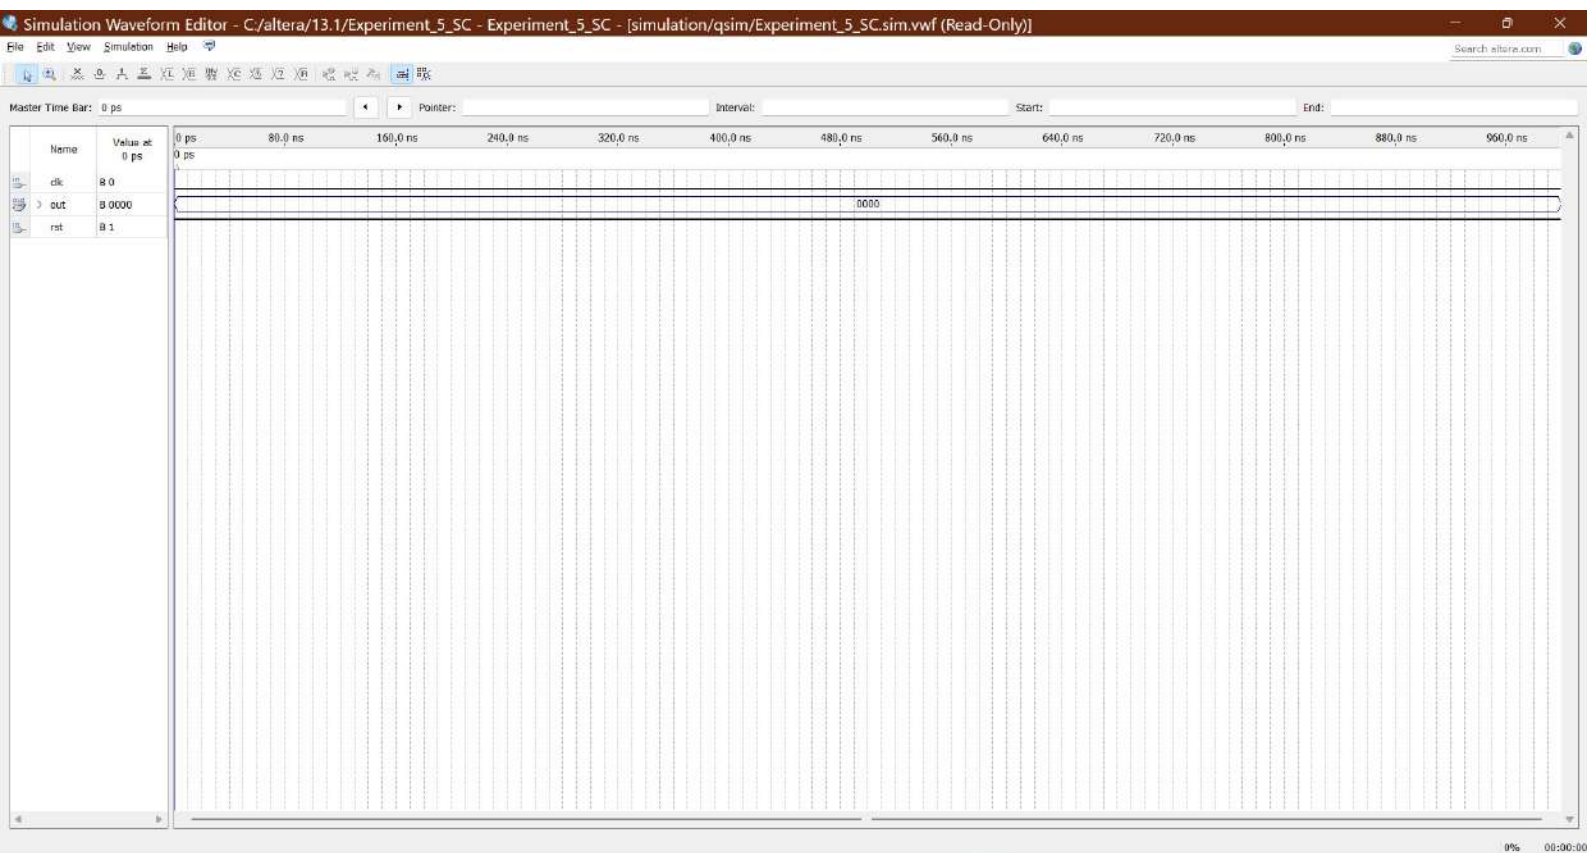 Simulation Waveform Editor - C:/altera/13.1/Experiment_5_SC - Experiment_5_SC - [simulation/qsim/Experiment_5_SC.sim.vwf (Read-Only)]
File Edit View Simulation Help
Search altera.com
Master Time Bar: 0 ps Pointer: Interval: Start: End:
Name Value at 0 ps
0 ps 80.0 ns 160.0 ns 240.0 ns 320.0 ns 400.0 ns 480.0 ns 560.0 ns 640.0 ns 720.0 ns 800.0 ns 880.0 ns 960.0 ns
0 ps
clk B 0
out B 0000 0000
rst B 1
0% 00:00:00